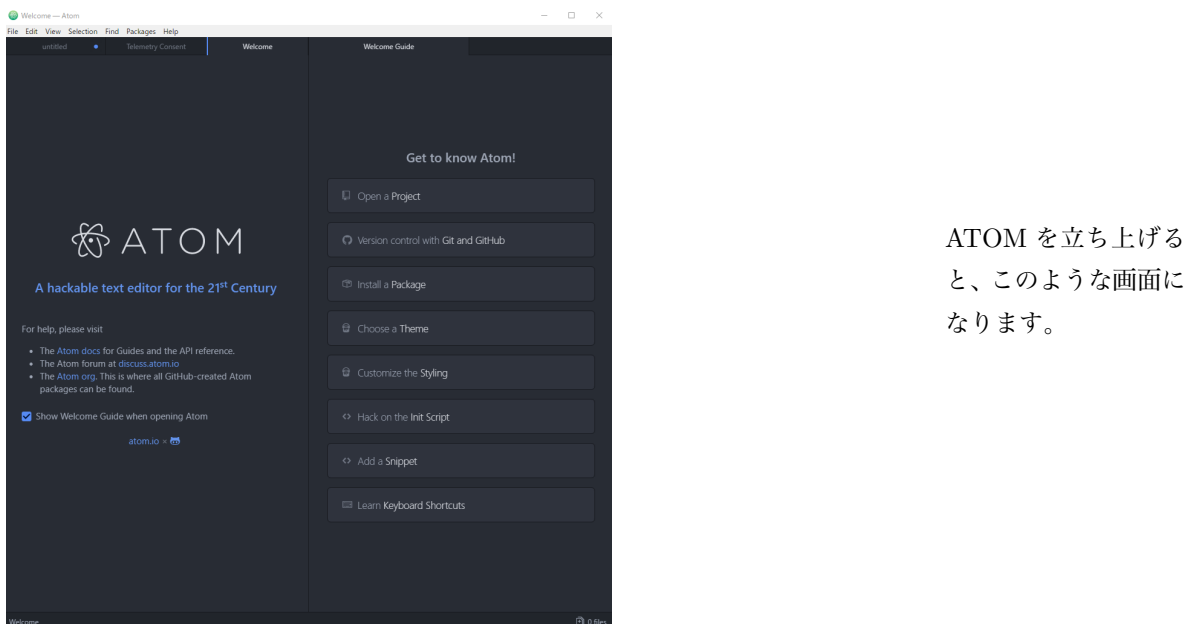 Welcome — Atom
File Edit View Selection Find Packages Help
untitled Telemetry Consent Welcome Welcome Guide
ATOM
A hackable text editor for the 21st Century
For help, please visit
• The Atom docs for Guides and the API reference.
• The Atom forum at discuss.atom.io
• The Atom org. This is where all GitHub-created Atom
packages can be found.
Show Welcome Guide when opening Atom
atom.io ×
Get to know Atom!
Open a Project
Version control with Git and GitHub
Install a Package
Choose a Theme
Customize the Styling
Hack on the Init Script
Add a Snippet
Learn Keyboard Shortcuts
Welcome
0 files
ATOM を立ち上げる
と、このような画面に
なります。